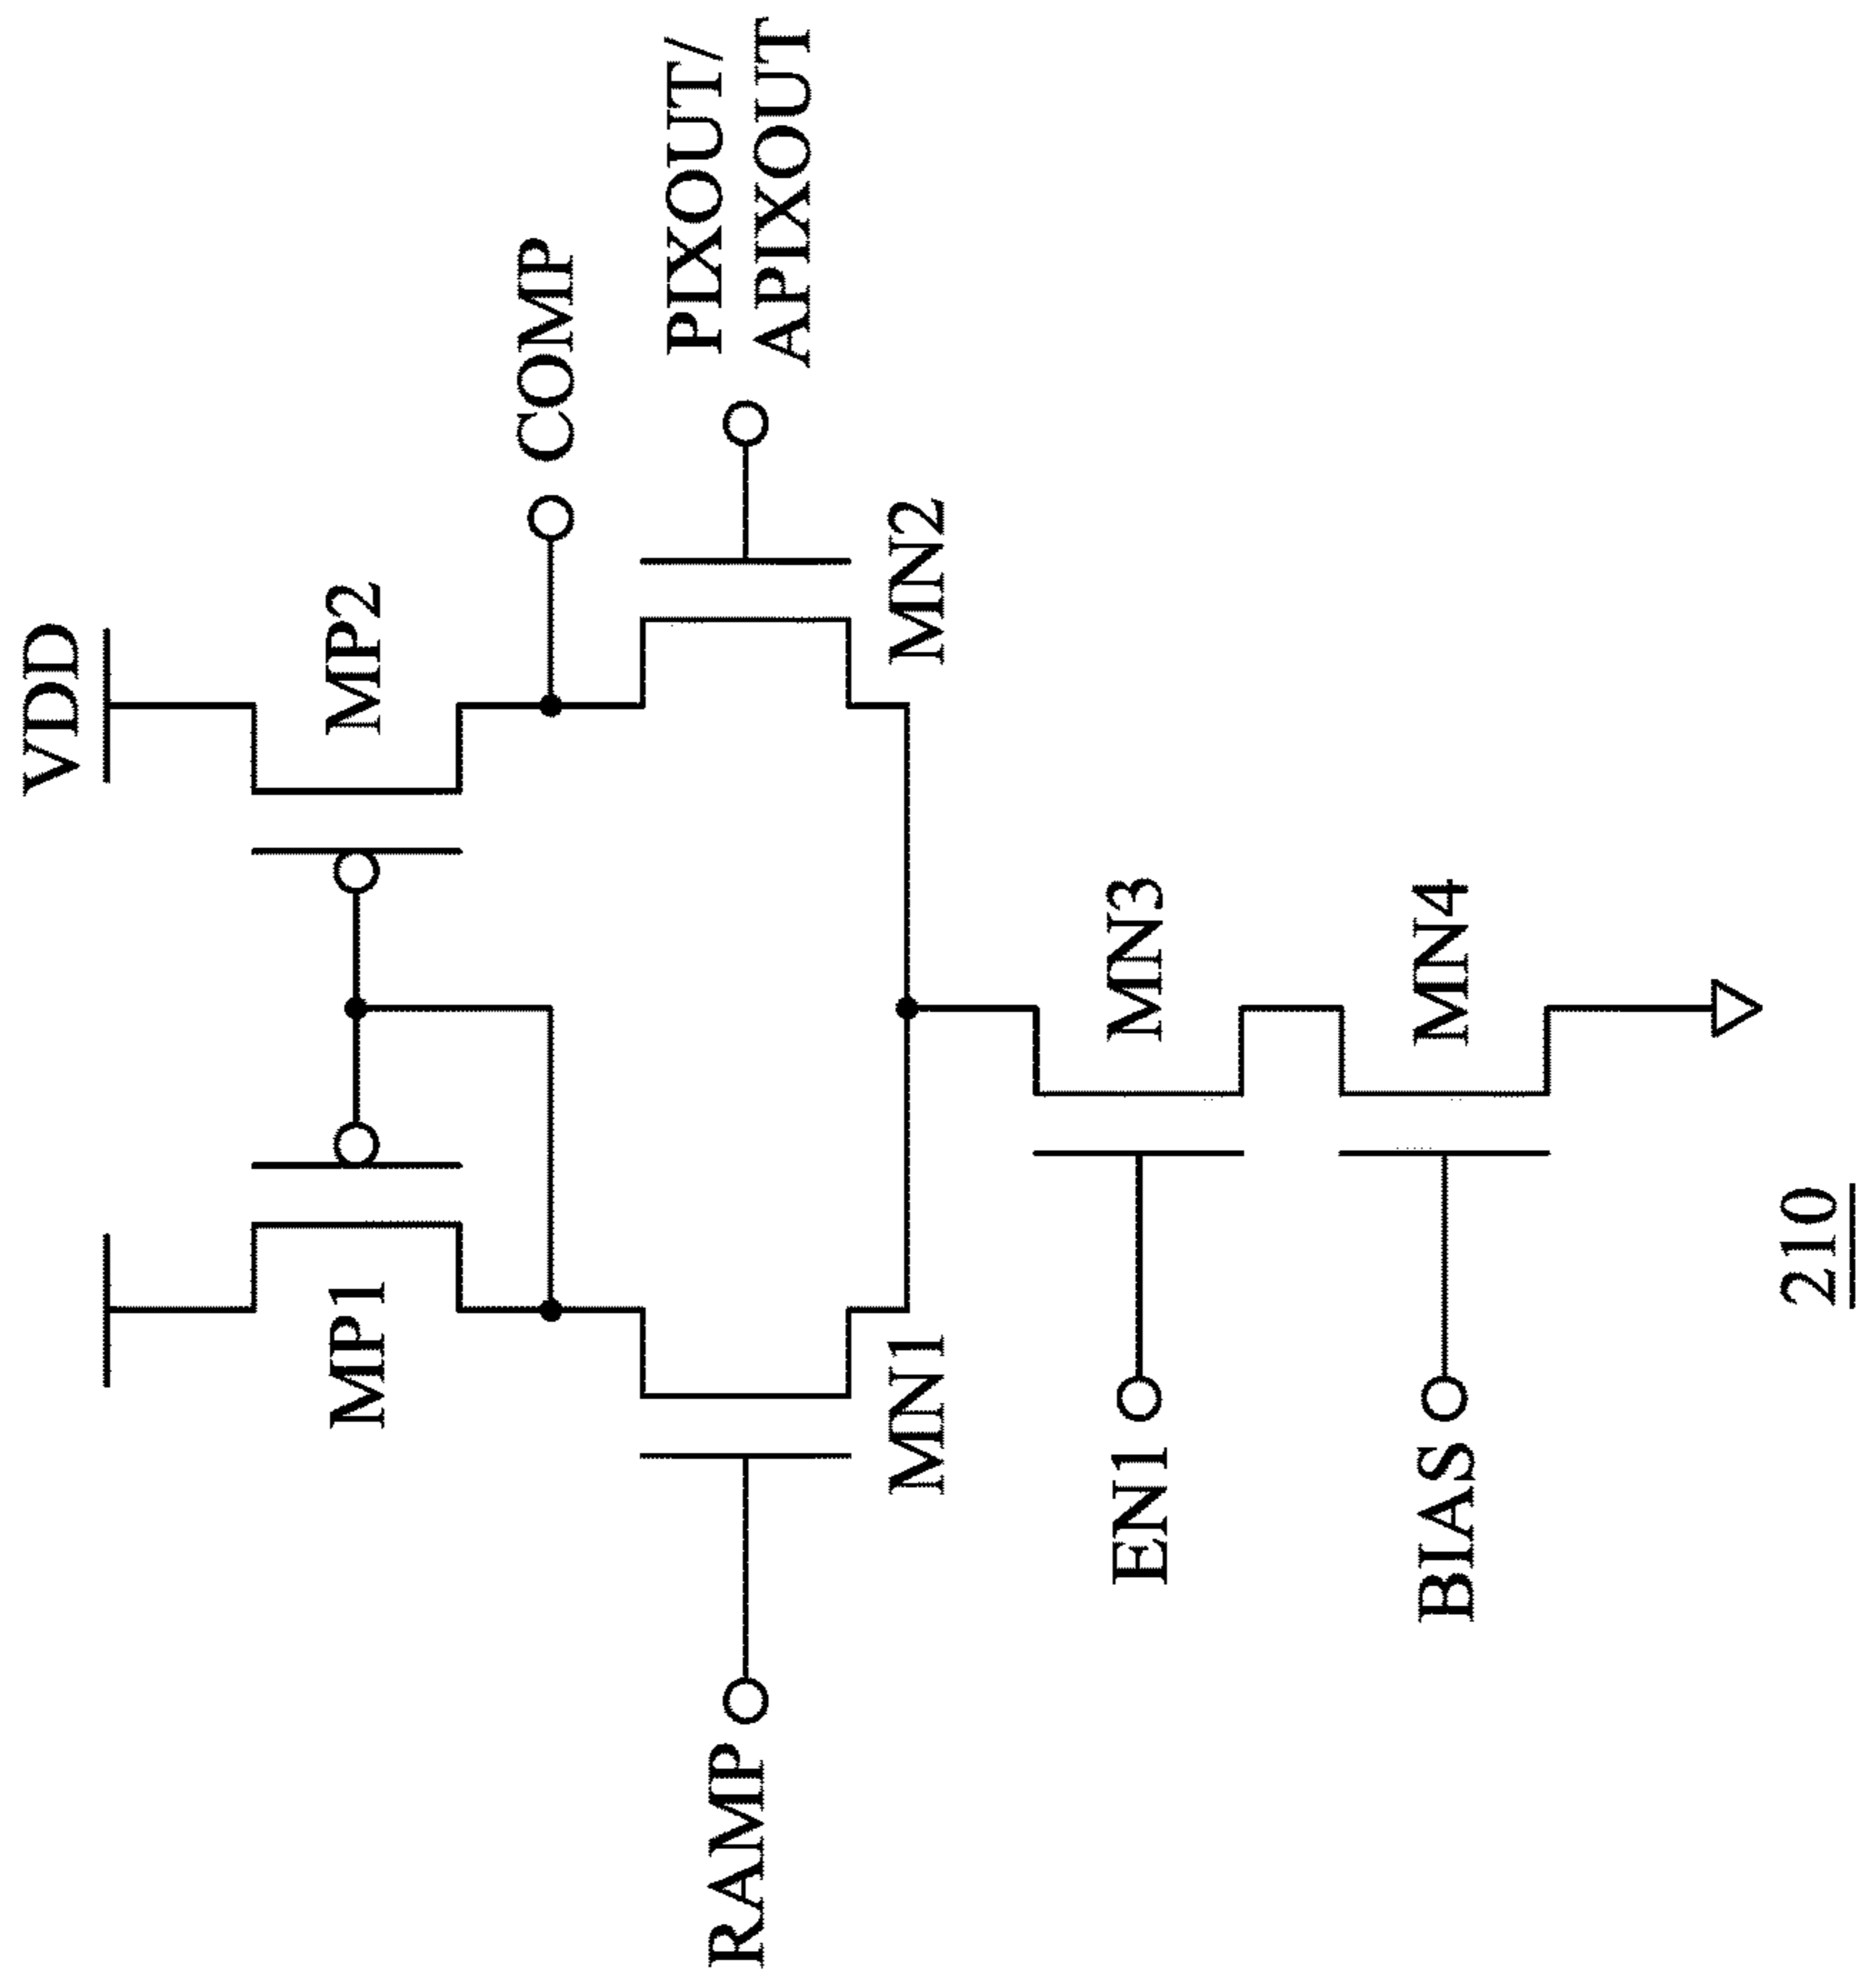 VDD
MP1
MP2
COMP
RAMP
PIXOUT/
APIXOUT
MN1
MN2
EN1
MN3
BIAS
MN4
210